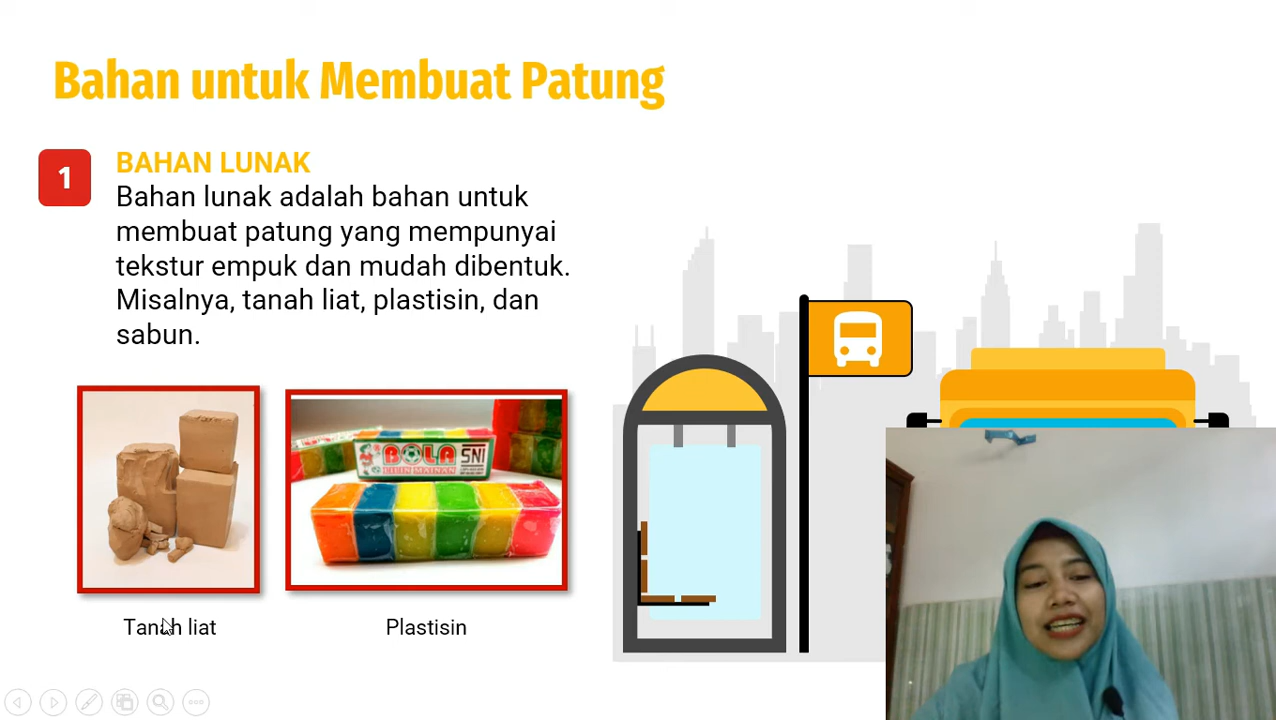 Bahan untuk Membuat Patung
1
BAHAN LUNAK
Bahan lunak adalah bahan untuk
membuat patung yang mempunyai
tekstur empuk dan mudah dibentuk.
Misalnya, tanah liat, plastisin, dan
sabun.
BOLA SNI
LILIN MAINAN
Tanah liat
Plastisin